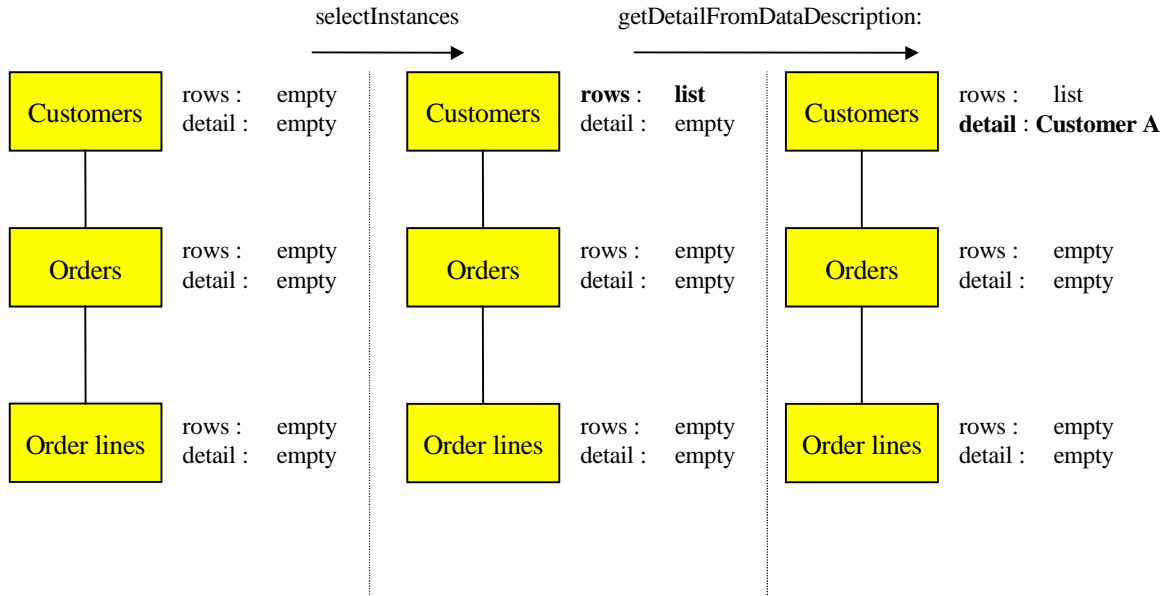 selectInstances
getDetailFromDataDescription:
Customers
rows : empty
detail : empty
Customers
rows : list
detail : empty
Customers
rows : list
detail : Customer A
Orders
rows : empty
detail : empty
Orders
rows : empty
detail : empty
Orders
rows : empty
detail : empty
Order lines
rows : empty
detail : empty
Order lines
rows : empty
detail : empty
Order lines
rows : empty
detail : empty